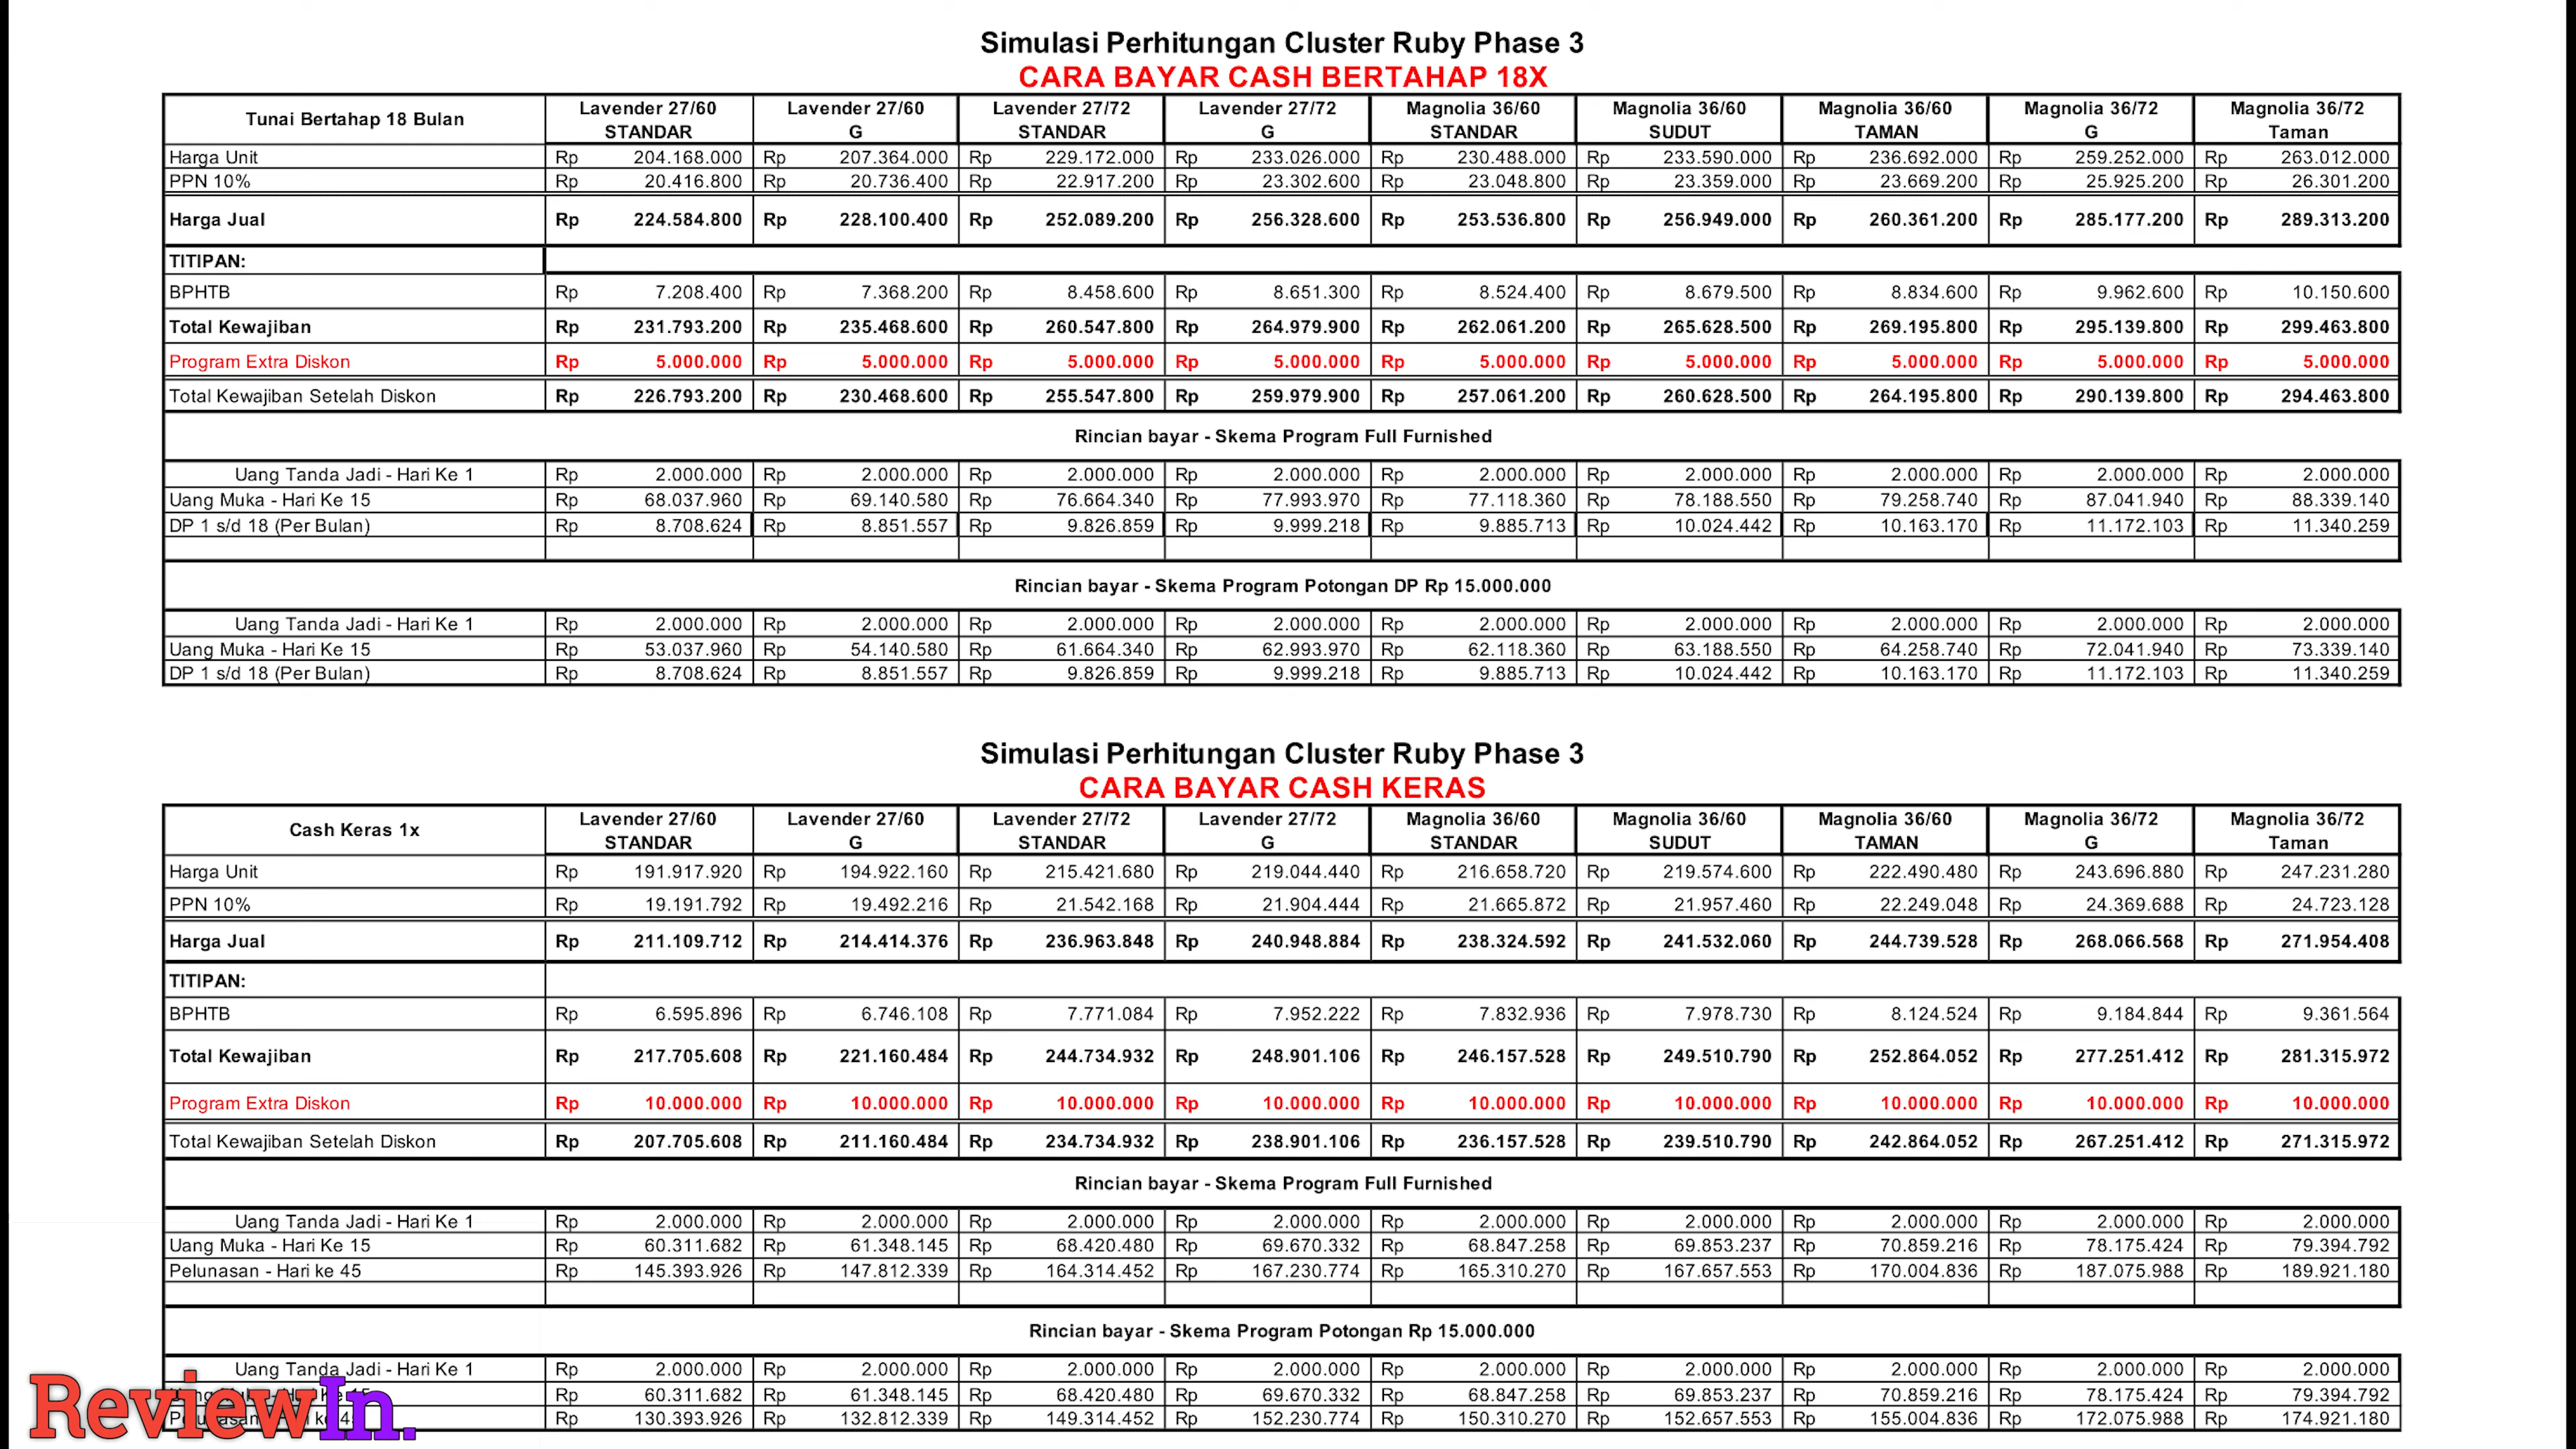 Simulasi Perhitungan Cluster Ruby Phase 3
CARA BAYAR CASH BERTAHAP 18X
Tunai Bertahap 18 Bulan Lavender 27/60 STANDAR Lavender 27/60 G Lavender 27/72 STANDAR Lavender 27/72 G Magnolia 36/60 STANDAR Magnolia 36/60 SUDUT Magnolia 36/60 TAMAN Magnolia 36/72 G Magnolia 36/72 Taman
Harga Unit Rp 204.168.000 Rp 207.364.000 Rp 229.172.000 Rp 233.026.000 Rp 230.488.000 Rp 233.590.000 Rp 236.692.000 Rp 259.252.000 Rp 263.012.000
PPN 10% Rp 20.416.800 Rp 20.736.400 Rp 22.917.200 Rp 23.302.600 Rp 23.048.800 Rp 23.359.000 Rp 23.669.200 Rp 25.925.200 Rp 26.301.200
Harga Jual Rp 224.584.800 Rp 228.100.400 Rp 252.089.200 Rp 256.328.600 Rp 253.536.800 Rp 256.949.000 Rp 260.361.200 Rp 285.177.200 Rp 289.313.200
TITIPAN:
BPHTB Rp 7.208.400 Rp 7.368.200 Rp 8.458.600 Rp 8.651.300 Rp 8.524.400 Rp 8.679.500 Rp 8.834.600 Rp 9.962.600 Rp 10.150.600
Total Kewajiban Rp 231.793.200 Rp 235.468.600 Rp 260.547.800 Rp 264.979.900 Rp 262.061.200 Rp 265.628.500 Rp 269.195.800 Rp 295.139.800 Rp 299.463.800
Program Extra Diskon Rp 5.000.000 Rp 5.000.000 Rp 5.000.000 Rp 5.000.000 Rp 5.000.000 Rp 5.000.000 Rp 5.000.000 Rp 5.000.000 Rp 5.000.000
Total Kewajiban Setelah Diskon Rp 226.793.200 Rp 230.468.600 Rp 255.547.800 Rp 259.979.900 Rp 257.061.200 Rp 260.628.500 Rp 264.195.800 Rp 290.139.800 Rp 294.463.800
Rincian bayar - Skema Program Full Furnished
Uang Tanda Jadi - Hari Ke 1 Rp 2.000.000 Rp 2.000.000 Rp 2.000.000 Rp 2.000.000 Rp 2.000.000 Rp 2.000.000 Rp 2.000.000 Rp 2.000.000 Rp 2.000.000
Uang Muka - Hari Ke 15 Rp 68.037.960 Rp 69.140.580 Rp 76.664.340 Rp 77.993.970 Rp 77.118.360 Rp 78.188.550 Rp 79.258.740 Rp 87.041.940 Rp 88.339.140
DP 1 s/d 18 (Per Bulan) Rp 8.708.624 Rp 8.851.557 Rp 9.826.859 Rp 9.999.218 Rp 9.885.713 Rp 10.024.442 Rp 10.163.170 Rp 11.172.103 Rp 11.340.259
Rincian bayar - Skema Program Potongan DP Rp 15.000.000
Uang Tanda Jadi - Hari Ke 1 Rp 2.000.000 Rp 2.000.000 Rp 2.000.000 Rp 2.000.000 Rp 2.000.000 Rp 2.000.000 Rp 2.000.000 Rp 2.000.000 Rp 2.000.000
Uang Muka - Hari Ke 15 Rp 53.037.960 Rp 54.140.580 Rp 61.664.340 Rp 62.993.970 Rp 62.118.360 Rp 63.188.550 Rp 64.258.740 Rp 72.041.940 Rp 73.339.140
DP 1 s/d 18 (Per Bulan) Rp 8.708.624 Rp 8.851.557 Rp 9.826.859 Rp 9.999.218 Rp 9.885.713 Rp 10.024.442 Rp 10.163.170 Rp 11.172.103 Rp 11.340.259
Simulasi Perhitungan Cluster Ruby Phase 3
CARA BAYAR CASH KERAS
Cash Keras 1x Lavender 27/60 STANDAR Lavender 27/60 G Lavender 27/72 STANDAR Lavender 27/72 G Magnolia 36/60 STANDAR Magnolia 36/60 SUDUT Magnolia 36/60 TAMAN Magnolia 36/72 G Magnolia 36/72 Taman
Harga Unit Rp 191.917.920 Rp 194.922.160 Rp 215.421.680 Rp 219.044.440 Rp 216.658.720 Rp 219.574.600 Rp 222.490.480 Rp 243.696.880 Rp 247.231.280
PPN 10% Rp 19.191.792 Rp 19.492.216 Rp 21.542.168 Rp 21.904.444 Rp 21.665.872 Rp 21.957.460 Rp 22.249.048 Rp 24.369.688 Rp 24.723.128
Harga Jual Rp 211.109.712 Rp 214.414.376 Rp 236.963.848 Rp 240.948.884 Rp 238.324.592 Rp 241.532.060 Rp 244.739.528 Rp 268.066.568 Rp 271.954.408
TITIPAN:
BPHTB Rp 6.595.896 Rp 6.746.108 Rp 7.771.084 Rp 7.952.222 Rp 7.832.936 Rp 7.978.730 Rp 8.124.524 Rp 9.184.844 Rp 9.361.564
Total Kewajiban Rp 217.705.608 Rp 221.160.484 Rp 244.734.932 Rp 248.901.106 Rp 246.157.528 Rp 249.510.790 Rp 252.864.052 Rp 277.251.412 Rp 281.315.972
Program Extra Diskon Rp 10.000.000 Rp 10.000.000 Rp 10.000.000 Rp 10.000.000 Rp 10.000.000 Rp 10.000.000 Rp 10.000.000 Rp 10.000.000 Rp 10.000.000
Total Kewajiban Setelah Diskon Rp 207.705.608 Rp 211.160.484 Rp 234.734.932 Rp 238.901.106 Rp 236.157.528 Rp 239.510.790 Rp 242.864.052 Rp 267.251.412 Rp 271.315.972
Rincian bayar - Skema Program Full Furnished
Uang Tanda Jadi - Hari Ke 1 Rp 2.000.000 Rp 2.000.000 Rp 2.000.000 Rp 2.000.000 Rp 2.000.000 Rp 2.000.000 Rp 2.000.000 Rp 2.000.000 Rp 2.000.000
Uang Muka - Hari Ke 15 Rp 60.311.682 Rp 61.348.145 Rp 68.420.480 Rp 69.670.332 Rp 68.847.258 Rp 69.853.237 Rp 70.859.216 Rp 78.175.424 Rp 79.394.792
Pelunasan - Hari ke 45 Rp 145.393.926 Rp 147.812.339 Rp 164.314.452 Rp 167.230.774 Rp 165.310.270 Rp 167.657.553 Rp 170.004.836 Rp 187.075.988 Rp 189.921.180
Rincian bayar - Skema Program Potongan Rp 15.000.000
Uang Tanda Jadi - Hari Ke 1 Rp 2.000.000 Rp 2.000.000 Rp 2.000.000 Rp 2.000.000 Rp 2.000.000 Rp 2.000.000 Rp 2.000.000 Rp 2.000.000 Rp 2.000.000
Rp 60.311.682 Rp 61.348.145 Rp 68.420.480 Rp 69.670.332 Rp 68.847.258 Rp 69.853.237 Rp 70.859.216 Rp 78.175.424 Rp 79.394.792
Rp 130.393.926 Rp 132.812.339 Rp 149.314.452 Rp 152.230.774 Rp 150.310.270 Rp 152.657.553 Rp 155.004.836 Rp 172.075.988 Rp 174.921.180
ReviewIn.